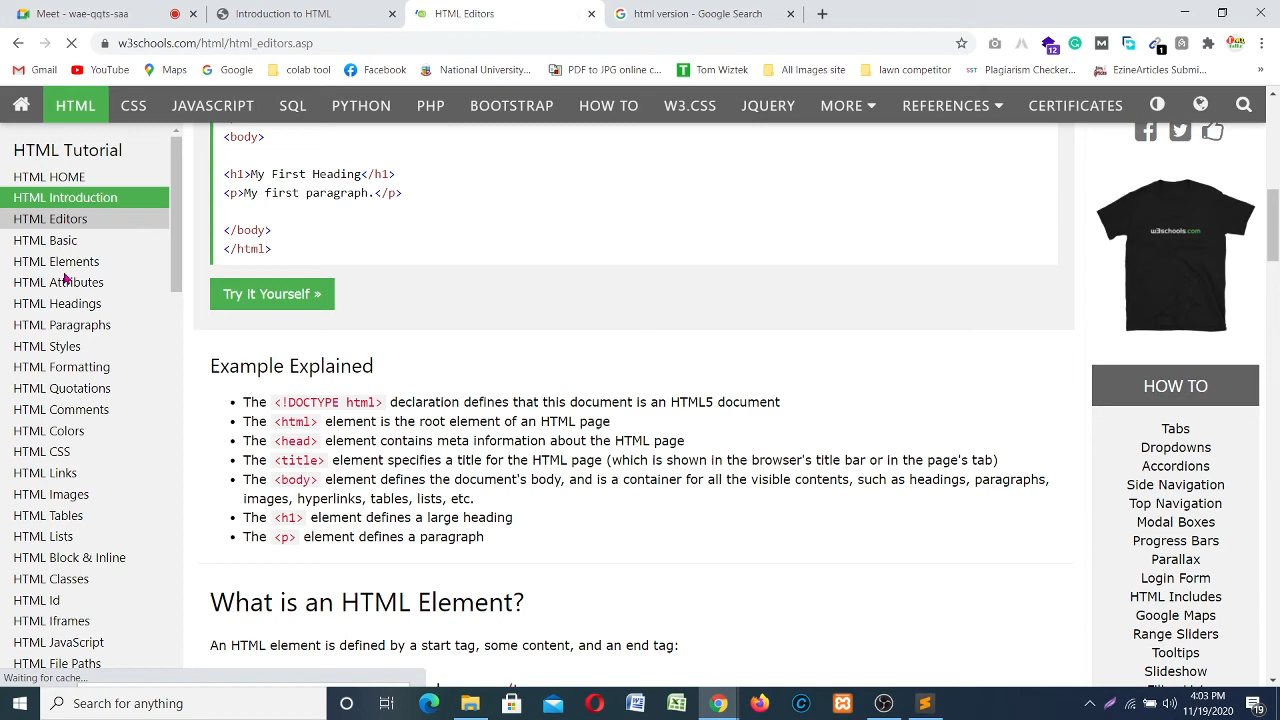 Meet - wae-qqts-saa
Introduction to HTML
HTML Editors
html version - Google Search
w3schools.com/html/html_editors.asp
12
1
Gmail
YouTube
Maps
Google
colab tool
Facebook
National University...
PDF to JPG online c...
Tom Wiztek
All Images site
lawn competitor
SST Plagiarism Checker...
EzineArticles Submi...
HTML
CSS
JAVASCRIPT
SQL
PYTHON
PHP
BOOTSTRAP
HOW TO
W3.CSS
JQUERY
MORE
REFERENCES
CERTIFICATES
HTML Tutorial
HTML HOME
HTML Introduction
HTML Editors
HTML Basic
HTML Elements
HTML Attributes
HTML Headings
HTML Paragraphs
HTML Styles
HTML Formatting
HTML Quotations
HTML Comments
HTML Colors
HTML CSS
HTML Links
HTML Images
HTML Tables
HTML Lists
HTML Block & Inline
HTML Classes
HTML Id
HTML Iframes
HTML JavaScript
HTML File Paths
Waiting for cache...
<body>
<h1>My First Heading</h1>
<p>My first paragraph.</p>
</body>
</html>
Try it Yourself »
Example Explained
• The <!DOCTYPE html> declaration defines that this document is an HTML5 document
• The <html> element is the root element of an HTML page
• The <head> element contains meta information about the HTML page
• The <title> element specifies a title for the HTML page (which is shown in the browser's title bar or in the page's tab)
• The <body> element defines the document's body, and is a container for all the visible contents, such as headings, paragraphs,
images, hyperlinks, tables, lists, etc.
• The <h1> element defines a large heading
• The <p> element defines a paragraph
What is an HTML Element?
An HTML element is defined by a start tag, some content, and an end tag:
w3schools.com
HOW TO
Tabs
Dropdowns
Accordions
Side Navigation
Top Navigation
Modal Boxes
Progress Bars
Parallax
Login Form
HTML Includes
Google Maps
Range Sliders
Tooltips
Slideshow
Type here to search
4:03 PM
11/19/2020
19